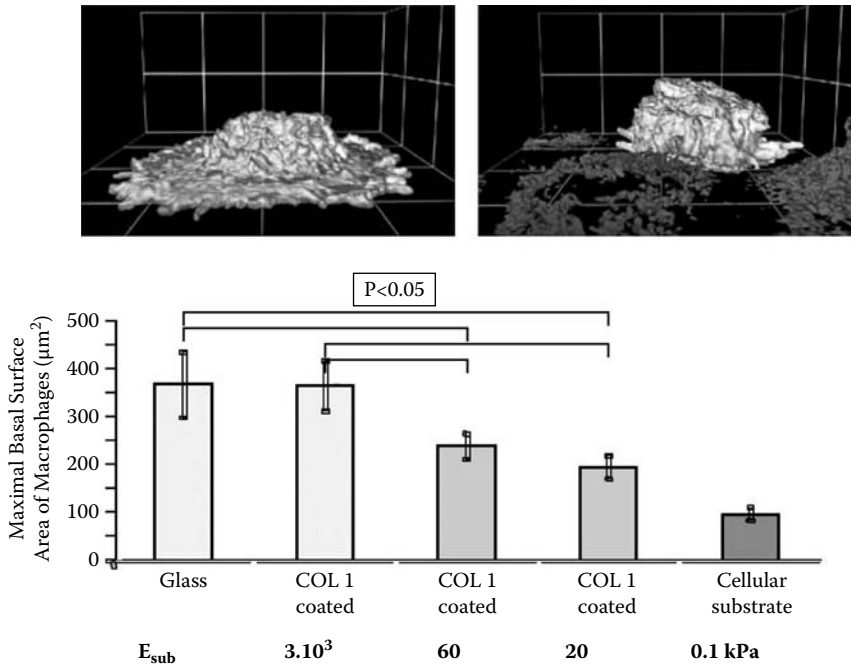 P<0.05
Maximal Basal Surface
Area of Macrophages (µm²)
500
400
300
200
100
0
Glass
COL 1
coated
COL 1
coated
COL 1
coated
Cellular
substrate
E_sub 3.10³ 60 20 0.1 kPa